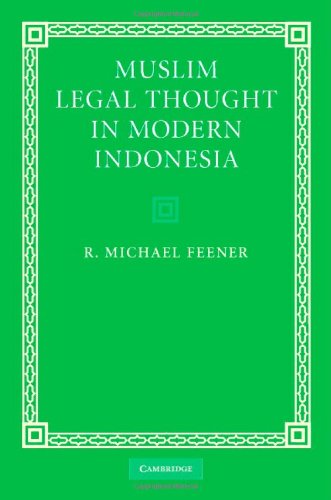 MUSLIM
LEGAL THOUGHT
IN MODERN
INDONESIA
R. MICHAEL FEENER
CAMBRIDGE